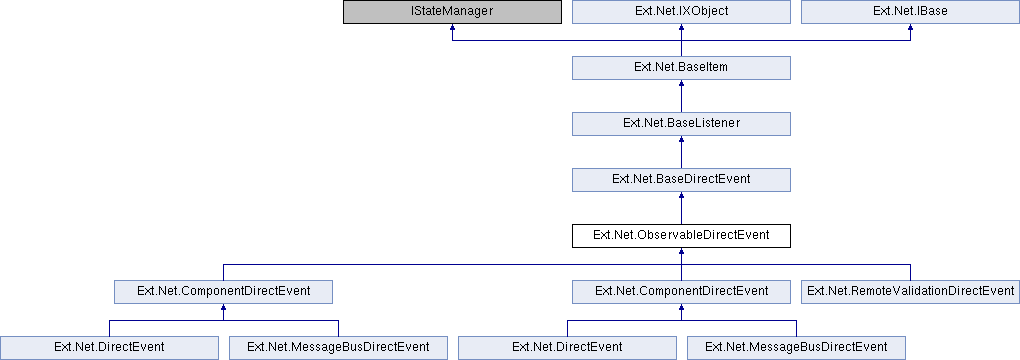 IStateManager
Ext.Net.IXObject
Ext.Net.IBase
Ext.Net.BaseItem
Ext.Net.BaseListener
Ext.Net.BaseDirectEvent
Ext.Net.ObservableDirectEvent
Ext.Net.ComponentDirectEvent
Ext.Net.ComponentDirectEvent
Ext.Net.RemoteValidationDirectEvent
Ext.Net.DirectEvent
Ext.Net.MessageBusDirectEvent
Ext.Net.DirectEvent
Ext.Net.MessageBusDirectEvent